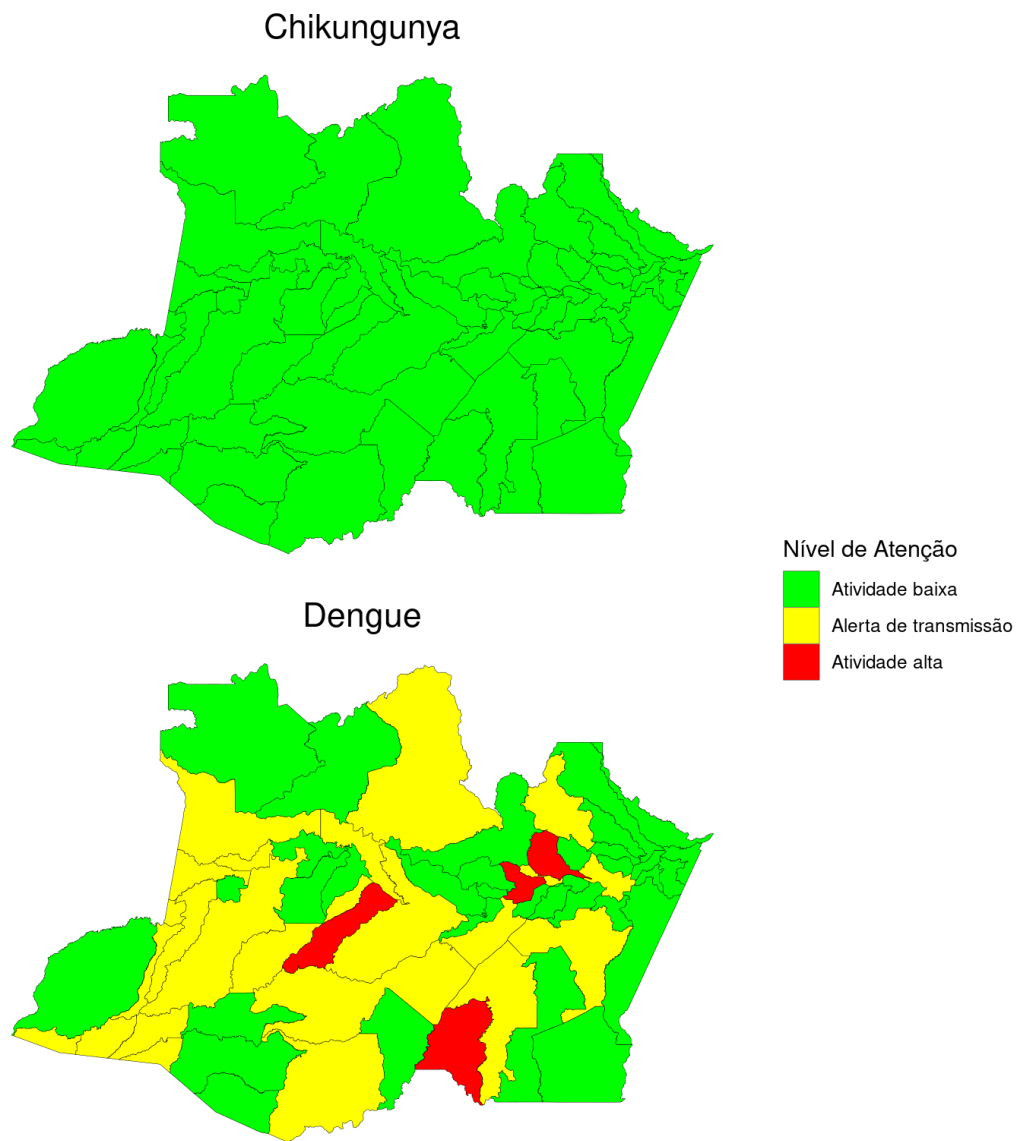 Chikungunya
Nível de Atenção
Atividade baixa
Alerta de transmissão
Atividade alta
Dengue